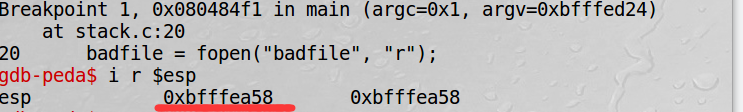 Breakpoint 1, 0x080484f1 in main (argc=0x1, argv=0xbfffed24)
    at stack.c:20
20      badfile = fopen("badfile", "r");
gdb-peda$ i r $esp
esp            0xbfffea58       0xbfffea58